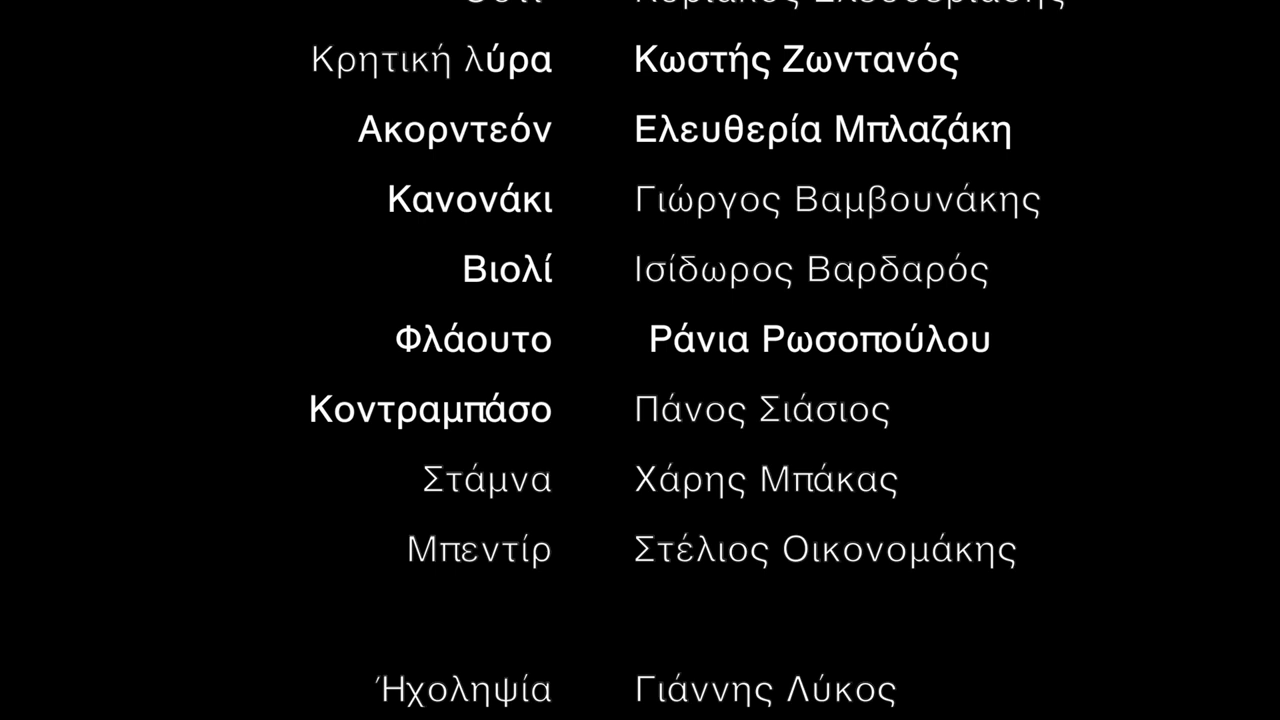 Κρητική λύρα Κωστής Ζωντανός
Ακορντεόν Ελευθερία Μπλαζάκη
Κανονάκι Γιώργος Βαμβουνάκης
Βιολί Ισίδωρος Βαρδαρός
Φλάουτο Ράνια Ρωσοπούλου
Κοντραμπάσο Πάνος Σιάσιος
Στάμνα Χάρης Μπάκας
Μπεντίρ Στέλιος Οικονομάκης
Ήχοληψία Γιάννης Λύκος